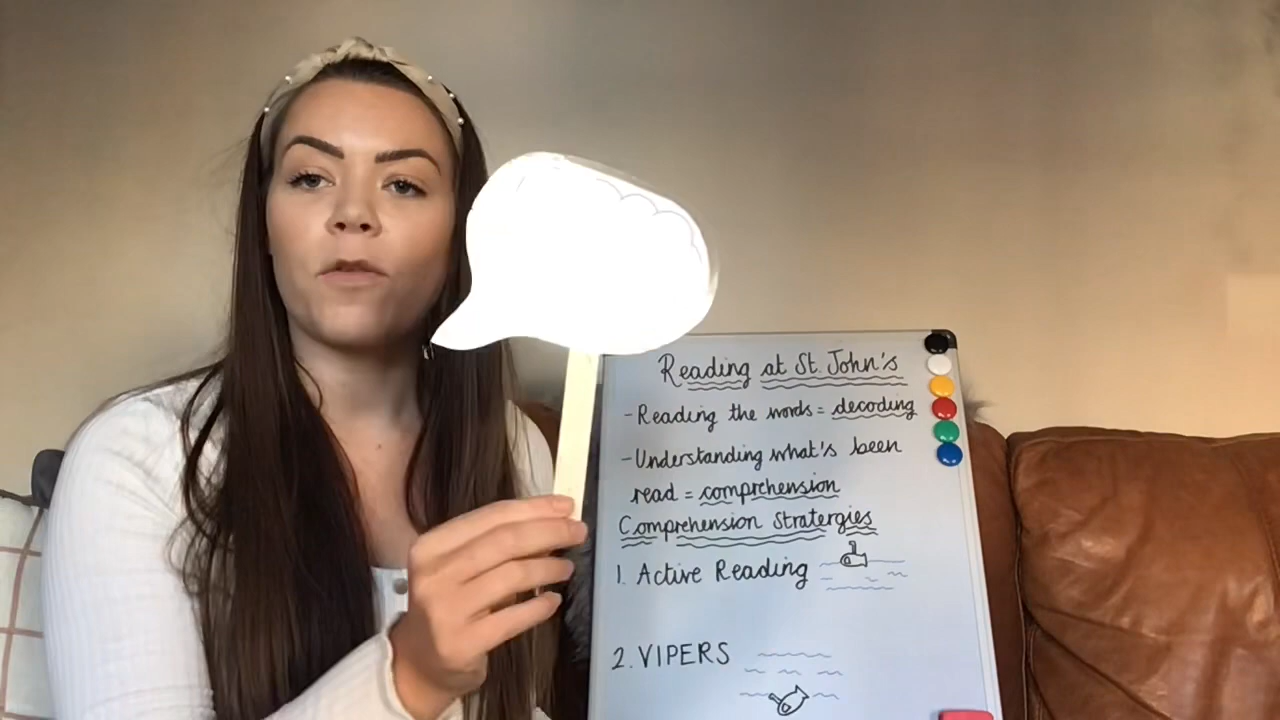 Reading at St. John's
- Reading the words = decoding
- Understanding what's been
read = comprehension
Comprehension Stratergies
1. Active Reading
2. VIPERS